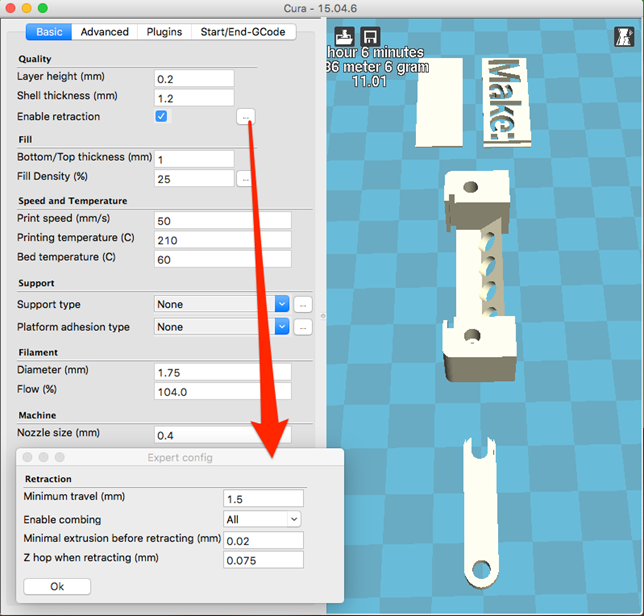 Cura - 15.04.6
Basic Advanced Plugins Start/End-GCode
Quality
Layer height (mm) 0.2
Shell thickness (mm) 1.2
Enable retraction ...
Fill
Bottom/Top thickness (mm) 1
Fill Density (%) 25 ...
Speed and Temperature
Print speed (mm/s) 50
Printing temperature (C) 210
Bed temperature (C) 60
Support
Support type None ...
Platform adhesion type None ...
Filament
Diameter (mm) 1.75
Flow (%) 104.0
Machine
Nozzle size (mm) 0.4
Expert config
Retraction
Minimum travel (mm) 1.5
Enable combing All
Minimal extrusion before retracting (mm) 0.02
Z hop when retracting (mm) 0.075
Ok
hour 6 minutes
36 meter 6 gram
11.01
Make: